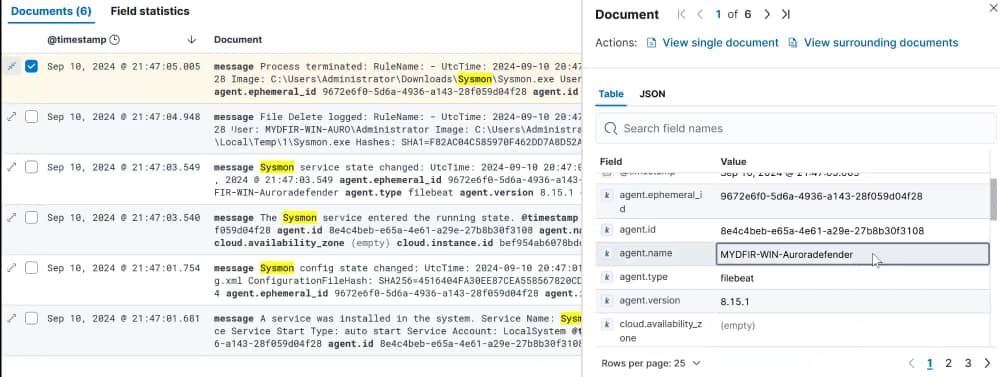 Documents (6) Field statistics
@timestamp Document
Sep 10, 2024 @ 21:47:05.005 message Process terminated: RuleName: - UtcTime: 2024-09-10 20:47
28 Image: C:\Users\Administrator\Downloads\Sysmon\Sysmon.exe User
agent.ephemeral_id 9672e6f0-5d6a-4936-a143-28f059d04f28 agent.id
Sep 10, 2024 @ 21:47:04.948 message File Delete logged: RuleName: - UtcTime: 2024-09-10 20:47
28 User: MYDFIR-WIN-AURO\Administrator Image: C:\Users\Administra
\Local\Temp\1\Sysmon.exe Hashes: SHA1=F82AC04C585970F462DD7A8D52A
Sep 10, 2024 @ 21:47:03.549 message Sysmon service state changed: UtcTime: 2024-09-10 20:47:0
, 2024 @ 21:47:03.549 agent.ephemeral_id 9672e6f0-5d6a-4936-a143-
FIR-WIN-Auroradefender agent.type filebeat agent.version 8.15.1
Sep 10, 2024 @ 21:47:03.540 message The Sysmon service entered the running state. @timestamp
f059d04f28 agent.id 8e4c4beb-e65a-4e61-a29e-27b8b30f3108 agent.na
cloud.availability_zone (empty) cloud.instance.id bef954ab6078bd
Sep 10, 2024 @ 21:47:01.754 message Sysmon config state changed: UtcTime: 2024-09-10 20:47:01
g.xml ConfigurationFileHash: SHA256=4516404FA30EE87CEA558567820CD
4 agent.ephemeral_id 9672e6f0-5d6a-4936-a143-28f059d04f28 agent.i
Sep 10, 2024 @ 21:47:01.681 message A service was installed in the system. Service Name: Sysm
ce Service Start Type: auto start Service Account: LocalSystem @t
6-a143-28f059d04f28 agent.id 8e4c4beb-e65a-4e61-a29e-27b8b30f3108
Document 1 of 6
Actions: View single document View surrounding documents
Table JSON
Search field names
Field Value
@timestamp Sep 10, 2024 @ 21:47:05.005
k agent.ephemeral_i 9672e6f0-5d6a-4936-a143-28f059d04f28
d
k agent.id 8e4c4beb-e65a-4e61-a29e-27b8b30f3108
k agent.name MYDFIR-WIN-Auroradefender
k agent.type filebeat
k agent.version 8.15.1
k cloud.availability_z (empty)
one
Rows per page: 25 1 2 3